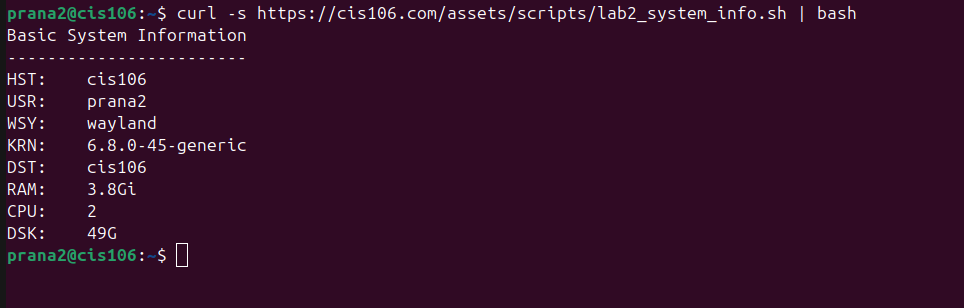 prana2@cis106:~$ curl -s https://cis106.com/assets/scripts/lab2_system_info.sh | bash
Basic System Information
------------------------
HST:    cis106
USR:    prana2
WSY:    wayland
KRN:    6.8.0-45-generic
DST:    cis106
RAM:    3.8Gi
CPU:    2
DSK:    49G
prana2@cis106:~$